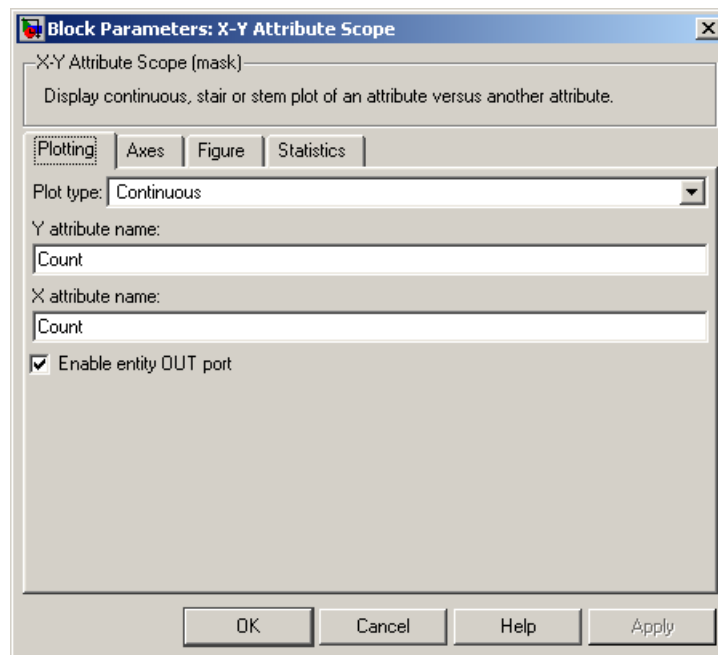 Block Parameters: X-Y Attribute Scope
X-Y Attribute Scope (mask)
Display continuous, stair or stem plot of an attribute versus another attribute.
Plotting Axes Figure Statistics
Plot type: Continuous
Y attribute name:
Count
X attribute name:
Count
Enable entity OUT port
OK Cancel Help Apply